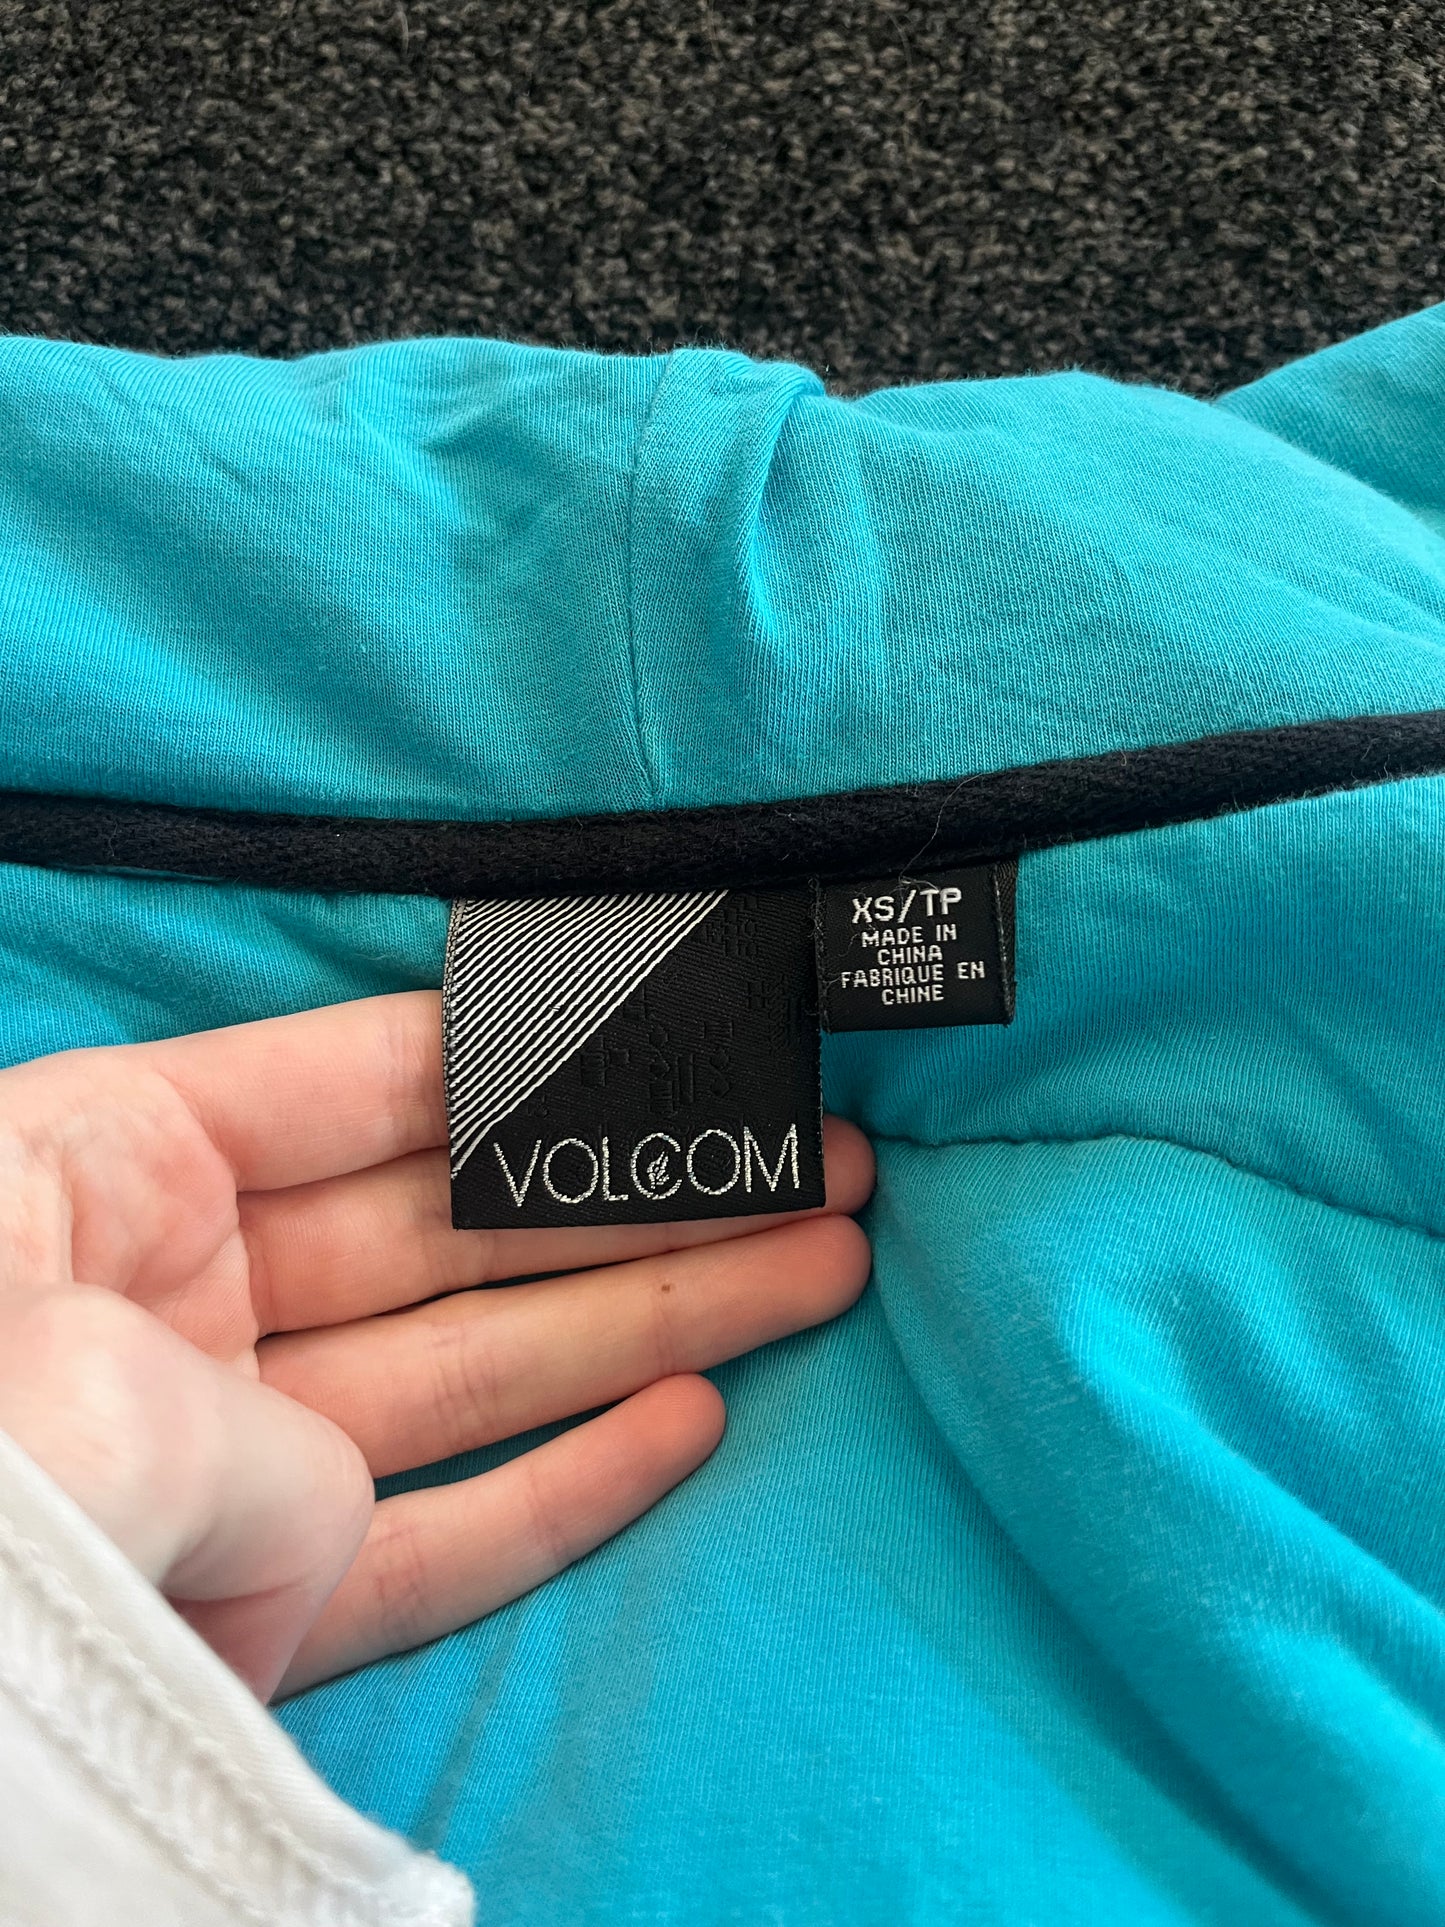 XS/TP
MADE IN
CHINA
FABRIQUE EN
CHINE
VOLCOM